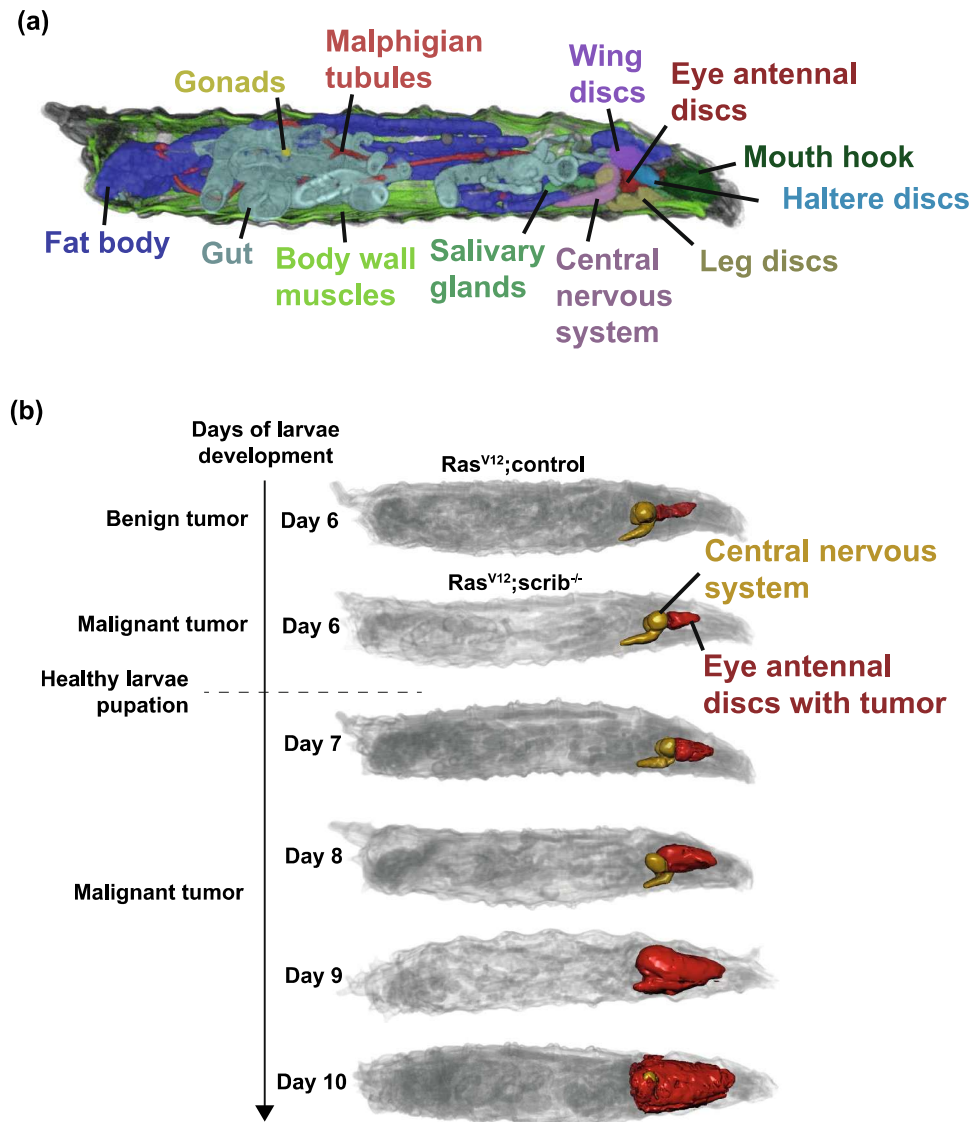 (a)
Malphigian
tubules
Gonads
Wing
discs
Eye antennal
discs
Mouth hook
Haltere discs
Fat body
Gut
Body wall
muscles
Salivary
glands
Central
nervous
system
Leg discs
(b)
Days of larvae
development
Ras^V12;control
Benign tumor
Day 6
Central nervous
system
Ras^V12;scrib^-/-
Malignant tumor
Day 6
Eye antennal
discs with tumor
Healthy larvae
pupation
Day 7
Day 8
Malignant tumor
Day 9
Day 10